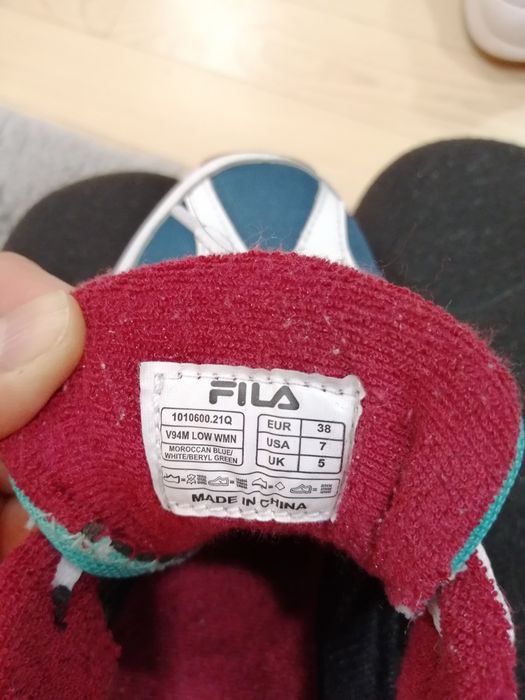 FILA
1010600.21Q
V94M LOW WMN
MOROCCAN BLUE/
WHITE/BERYL GREEN
EUR 38
USA 7
UK 5
MADE IN CHINA